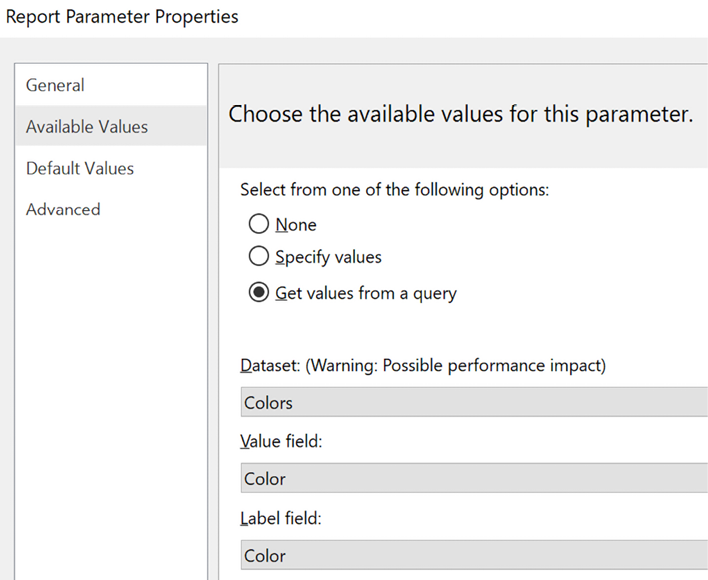 Report Parameter Properties
General
Available Values
Default Values
Advanced
Choose the available values for this parameter.
Select from one of the following options:
None
Specify values
Get values from a query
Dataset: (Warning: Possible performance impact)
Colors
Value field:
Color
Label field:
Color